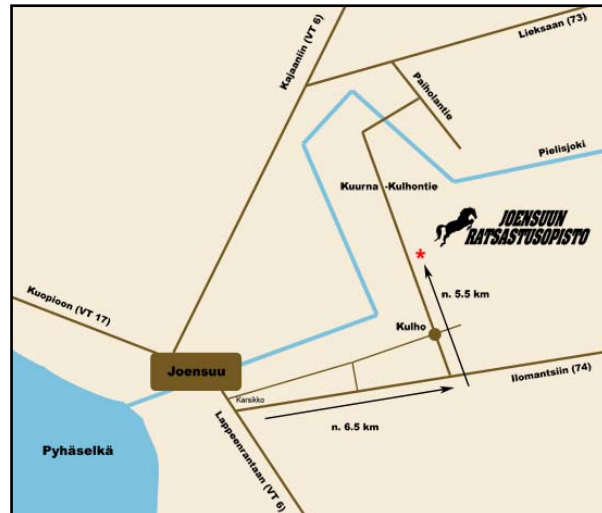 Kajaaniin (VT 6)
Lieksaan (73)
Paiholantie
Pielisjoki
Kuurna -Kulhontie
JOENSUUN
RATSASTUSOPISTO
*
n. 5.5 km
Kuopioon (VT 17)
Kulho
Joensuu
Ilomantsiin (74)
Karsikko
n. 6.5 km
Lappeenrantaan (VT 6)
Pyhäselkä